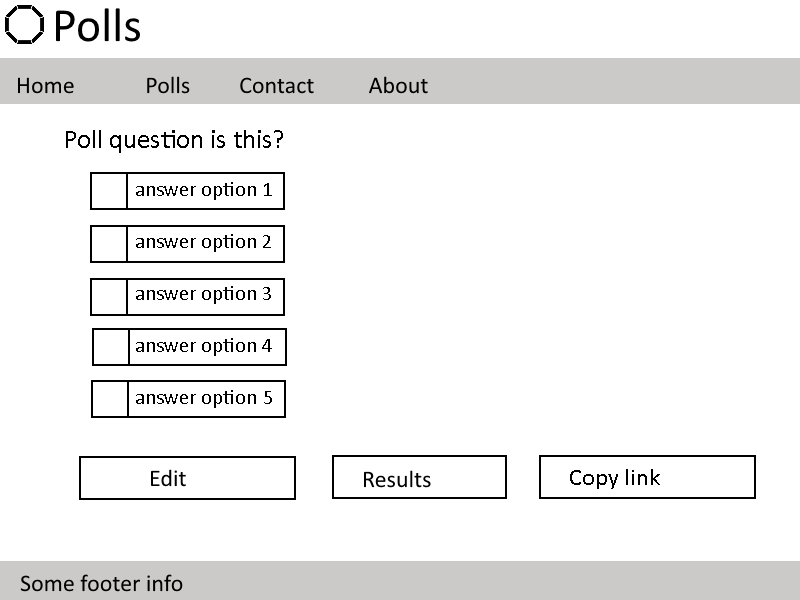 Polls
Home Polls Contact About
Poll question is this?
answer option 1
answer option 2
answer option 3
answer option 4
answer option 5
Edit Results Copy link
Some footer info